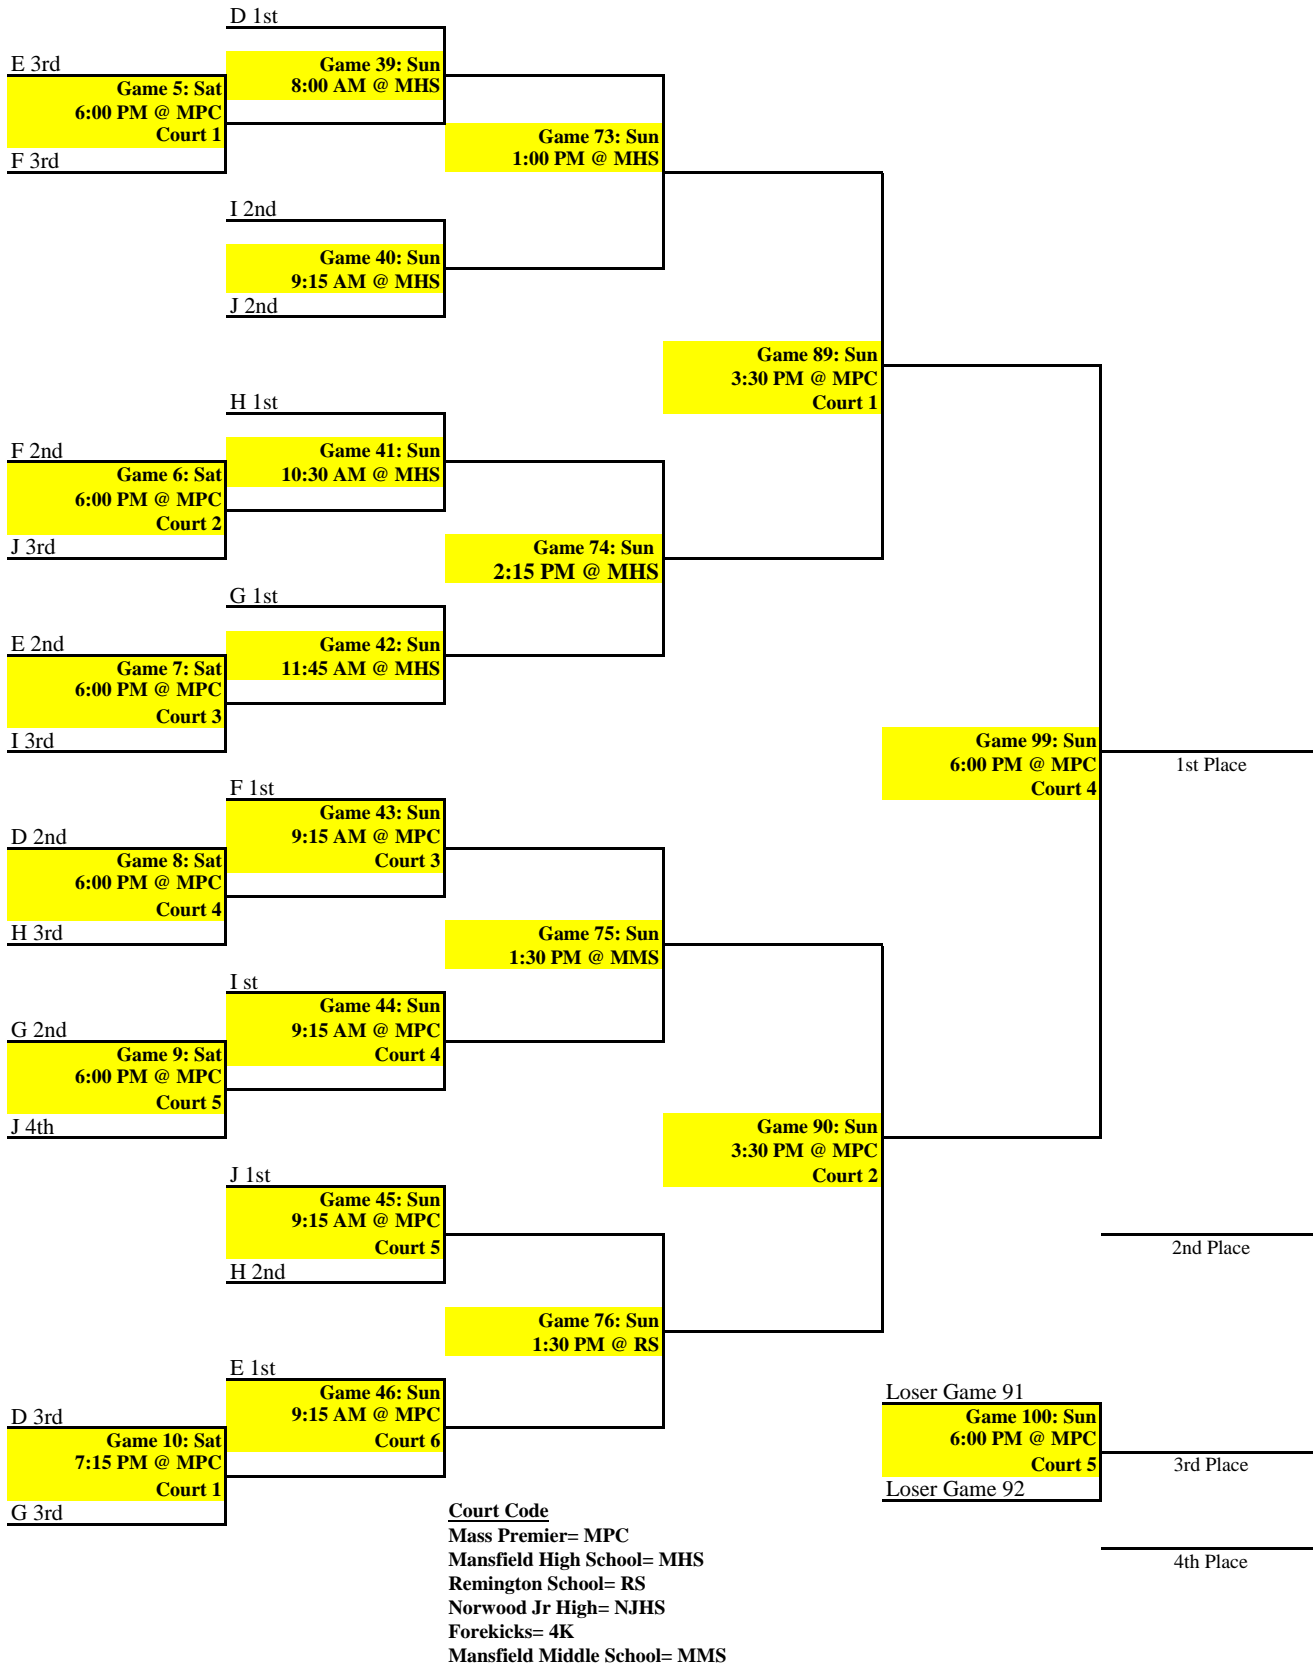 D 1st
E 3rd
Game 39: Sun
8:00 AM @ MHS
Game 5: Sat
6:00 PM @ MPC
Court 1
F 3rd
Game 73: Sun
1:00 PM @ MHS
I 2nd
Game 40: Sun
9:15 AM @ MHS
J 2nd
Game 89: Sun
3:30 PM @ MPC
Court 1
H 1st
F 2nd
Game 41: Sun
10:30 AM @ MHS
Game 6: Sat
6:00 PM @ MPC
Court 2
J 3rd
Game 74: Sun
2:15 PM @ MHS
G 1st
E 2nd
Game 42: Sun
11:45 AM @ MHS
Game 7: Sat
6:00 PM @ MPC
Court 3
I 3rd
Game 99: Sun
6:00 PM @ MPC
Court 4
1st Place
F 1st
D 2nd
Game 43: Sun
9:15 AM @ MPC
Court 3
Game 8: Sat
6:00 PM @ MPC
Court 4
H 3rd
Game 75: Sun
1:30 PM @ MMS
I st
G 2nd
Game 44: Sun
9:15 AM @ MPC
Court 4
Game 9: Sat
6:00 PM @ MPC
Court 5
J 4th
Game 90: Sun
3:30 PM @ MPC
Court 2
J 1st
Game 45: Sun
9:15 AM @ MPC
Court 5
H 2nd
2nd Place
Game 76: Sun
1:30 PM @ RS
E 1st
D 3rd
Game 46: Sun
9:15 AM @ MPC
Court 6
Game 10: Sat
7:15 PM @ MPC
Court 1
G 3rd
Loser Game 91
Game 100: Sun
6:00 PM @ MPC
Court 5
3rd Place
Loser Game 92
4th Place
Court Code
Mass Premier= MPC
Mansfield High School= MHS
Remington School= RS
Norwood Jr High= NJHS
Forekicks= 4K
Mansfield Middle School= MMS